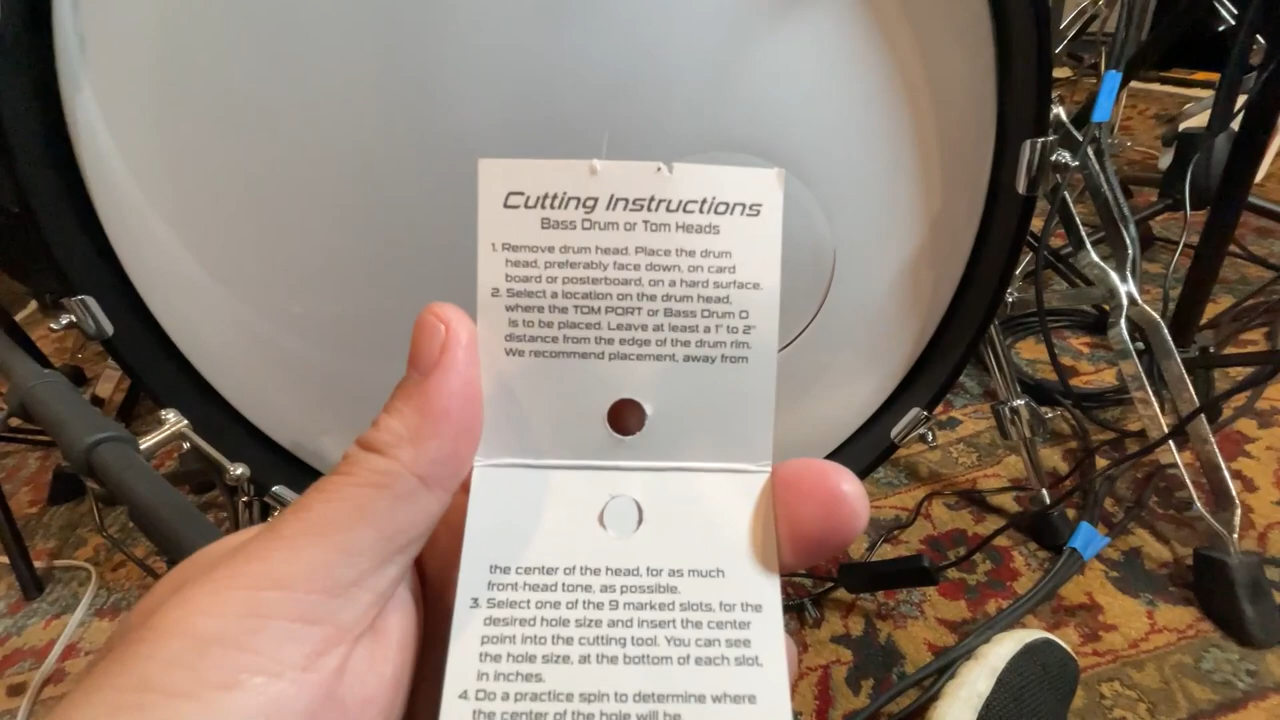 Cutting Instructions
Bass Drum or Tom Heads
1. Remove drum head. Place the drum
head, preferably face down, on card
board or posterboard, on a hard surface.
2. Select a location on the drum head,
where the TOM PORT or Bass Drum O
is to be placed. Leave at least a 1" to 2"
distance from the edge of the drum rim.
We recommend placement, away from
the center of the head, for as much
front-head tone, as possible.
3. Select one of the 9 marked slots, for the
desired hole size and insert the center
point into the cutting tool. You can see
the hole size, at the bottom of each slot,
in inches.
4. Do a practice spin to determine where
the center of the hole will be.